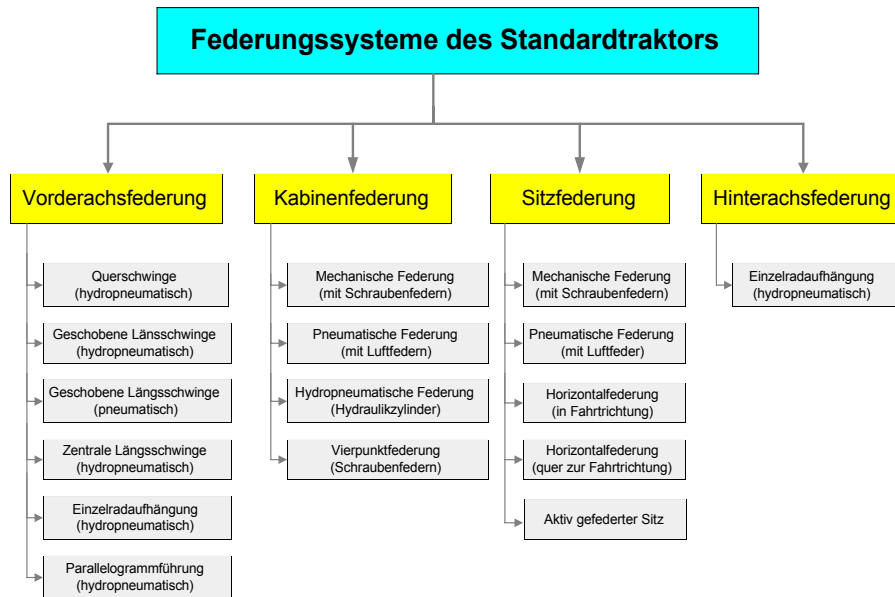 Federungssysteme des Standardtraktors
Vorderachsfederung
Querschwinge
(hydropneumatisch)
Geschobene Länsschwinge
(hydropneumatisch)
Geschobene Längsschwinge
(pneumatisch)
Zentrale Längsschwinge
(hydropneumatisch)
Einzelradaufhängung
(hydropneumatisch)
Parallelogrammführung
(hydropneumatisch)
Kabinenfederung
Mechanische Federung
(mit Schraubenfedern)
Pneumatische Federung
(mit Luftfedern)
Hydropneumatische Federung
(Hydraulikzylinder)
Vierpunktfederung
(Schraubenfedern)
Sitzfederung
Mechanische Federung
(mit Schraubenfedern)
Pneumatische Federung
(mit Luftfeder)
Horizontalfederung
(in Fahrtrichtung)
Horizontalfederung
(quer zur Fahrtrichtung)
Aktiv gefederter Sitz
Hinterachsfederung
Einzelradaufhängung
(hydropneumatisch)